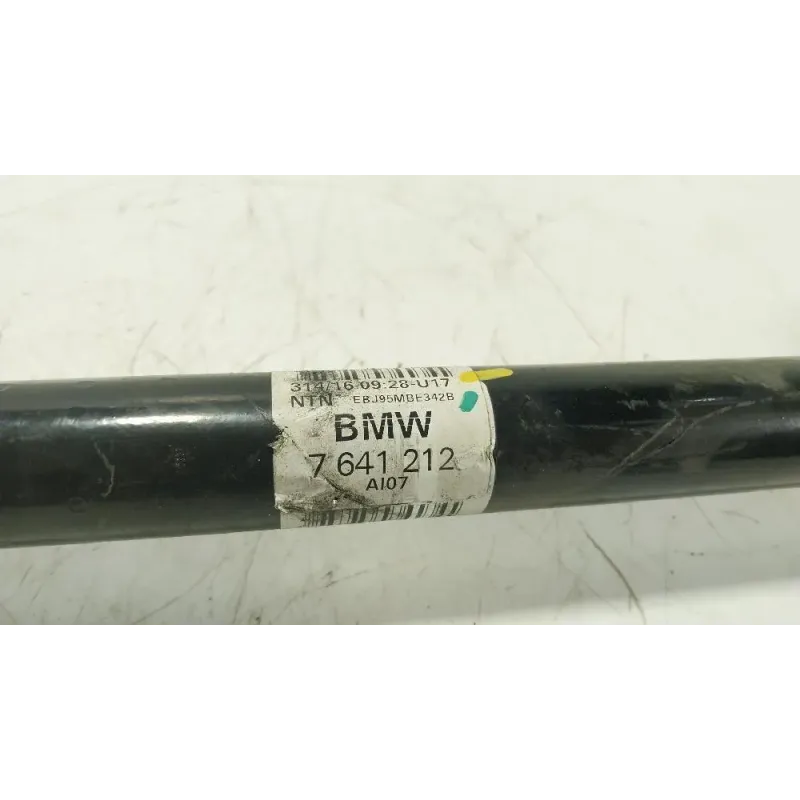 314/16 09:28-U17
NTN EBJ95MBE342B
BMW
7 641 212
AI07